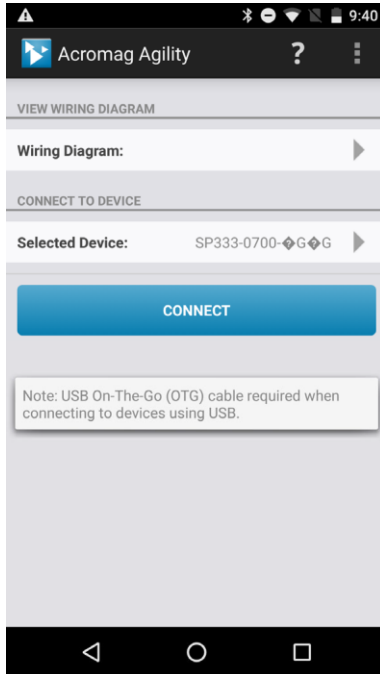 9:40
Acromag Agility ?
VIEW WIRING DIAGRAM
Wiring Diagram:
CONNECT TO DEVICE
Selected Device: SP333-0700-�G�G
CONNECT
Note: USB On-The-Go (OTG) cable required when
connecting to devices using USB.